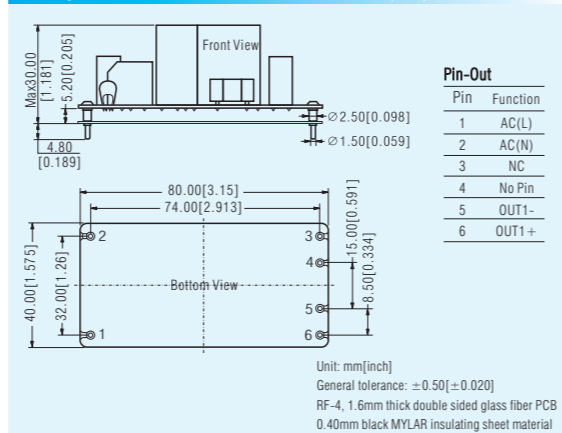 Front View
Max30.00
[1.181]
5.20[0.205]
4.80
[0.189]
⌀2.50[0.098]
⌀1.50[0.059]
Pin-Out
Pin Function
1 AC(L)
2 AC(N)
3 NC
4 No Pin
5 OUT1-
6 OUT1+
80.00[3.15]
74.00[2.913]
40.00[1.575]
32.00[1.26]
15.00[0.591]
8.50[0.334]
2
3
4
Bottom View
5
1
6
Unit: mm[inch]
General tolerance: ±0.50[±0.020]
RF-4, 1.6mm thick double sided glass fiber PCB
0.40mm black MYLAR insulating sheet material